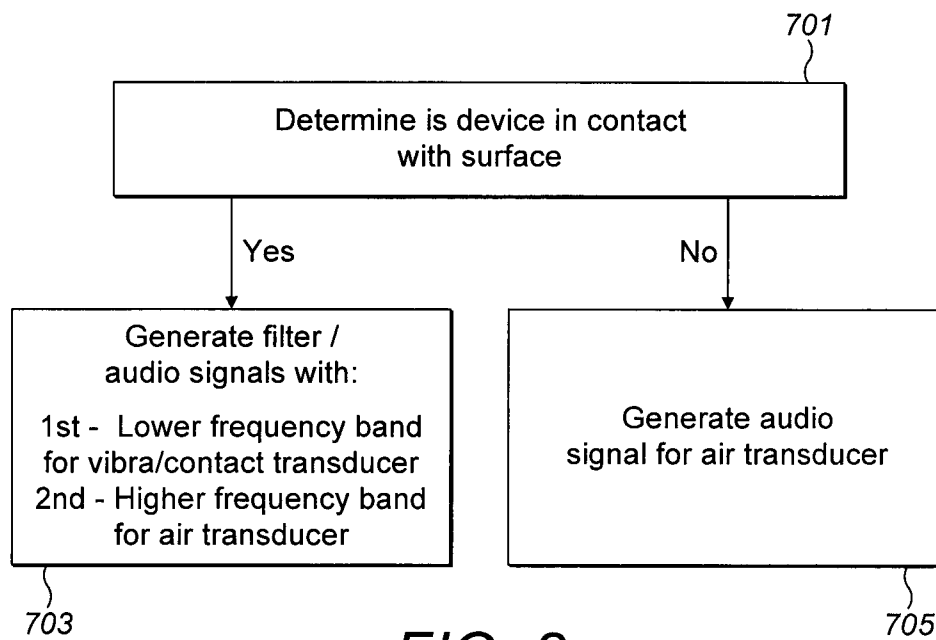 701
Determine is device in contact
with surface
Yes
No
Generate filter /
audio signals with:
1st - Lower frequency band
for vibra/contact transducer
2nd - Higher frequency band
for air transducer
Generate audio
signal for air transducer
703
705
FIG.